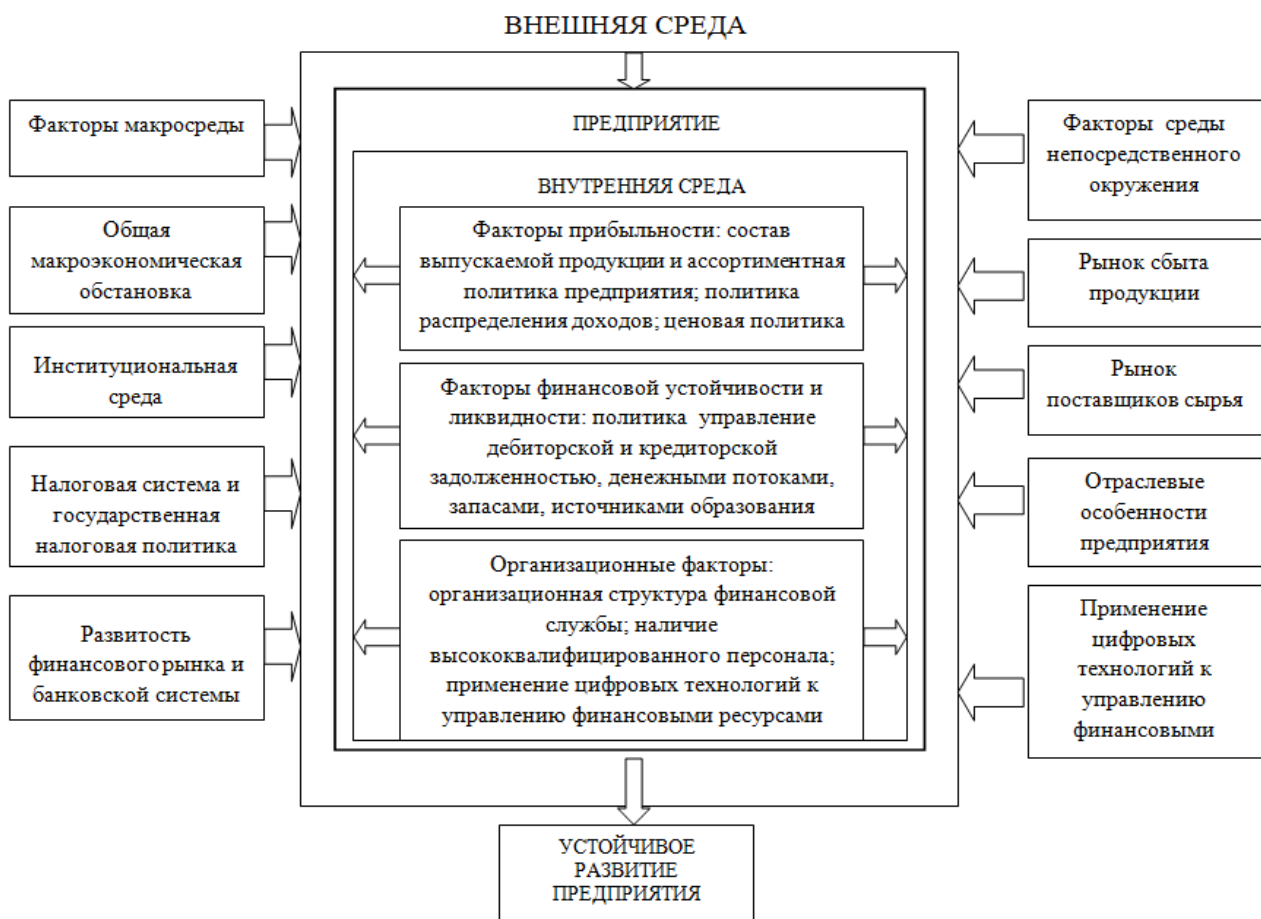 ВНЕШНЯЯ СРЕДА
Факторы макросреды
Общая
макроэкономическая
обстановка
Институциональная
среда
Налоговая система и
государственная
налоговая политика
Развитость
финансового рынка и
банковской системы
ПРЕДПРИЯТИЕ
ВНУТРЕННЯЯ СРЕДА
Факторы прибыльности: состав
выпускаемой продукции и ассортиментная
политика предприятия; политика
распределения доходов; ценовая политика
Факторы финансовой устойчивости и
ликвидности: политика управление
дебиторской и кредиторской
задолженностью, денежными потоками,
запасами, источниками образования
Организационные факторы:
организационная структура финансовой
службы; наличие
высококвалифицированного персонала;
применение цифровых технологий к
управлению финансовыми ресурсами
Факторы среды
непосредственного
окружения
Рынок сбыта
продукции
Рынок
поставщиков сырья
Отраслевые
особенности
предприятия
Применение
цифровых
технологий к
управлению
финансовыми
УСТОЙЧИВОЕ
РАЗВИТИЕ
ПРЕДПРИЯТИЯ